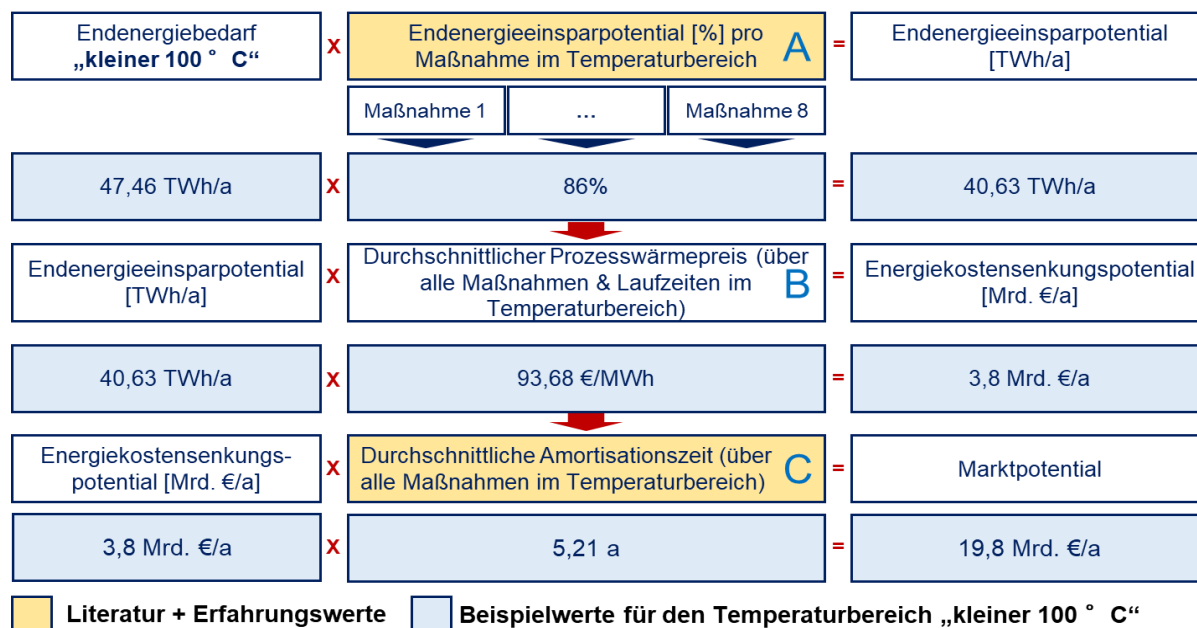 Endenergiebedarf
„kleiner 100 ° C“
x
Endenergieeinsparpotential [%] pro
Maßnahme im Temperaturbereich
A
=
Endenergieeinsparpotential
[TWh/a]
Maßnahme 1
...
Maßnahme 8
47,46 TWh/a
x
86%
=
40,63 TWh/a
Endenergieeinsparpotential
[TWh/a]
x
Durchschnittlicher Prozesswärmepreis (über
alle Maßnahmen & Laufzeiten im
Temperaturbereich)
B
=
Energiekostensenkungspotential
[Mrd. €/a]
40,63 TWh/a
x
93,68 €/MWh
=
3,8 Mrd. €/a
Energiekostensenkungs-
potential [Mrd. €/a]
x
Durchschnittliche Amortisationszeit (über
alle Maßnahmen im Temperaturbereich)
C
=
Marktpotential
3,8 Mrd. €/a
x
5,21 a
=
19,8 Mrd. €/a
Literatur + Erfahrungswerte
Beispielwerte für den Temperaturbereich „kleiner 100 ° C“